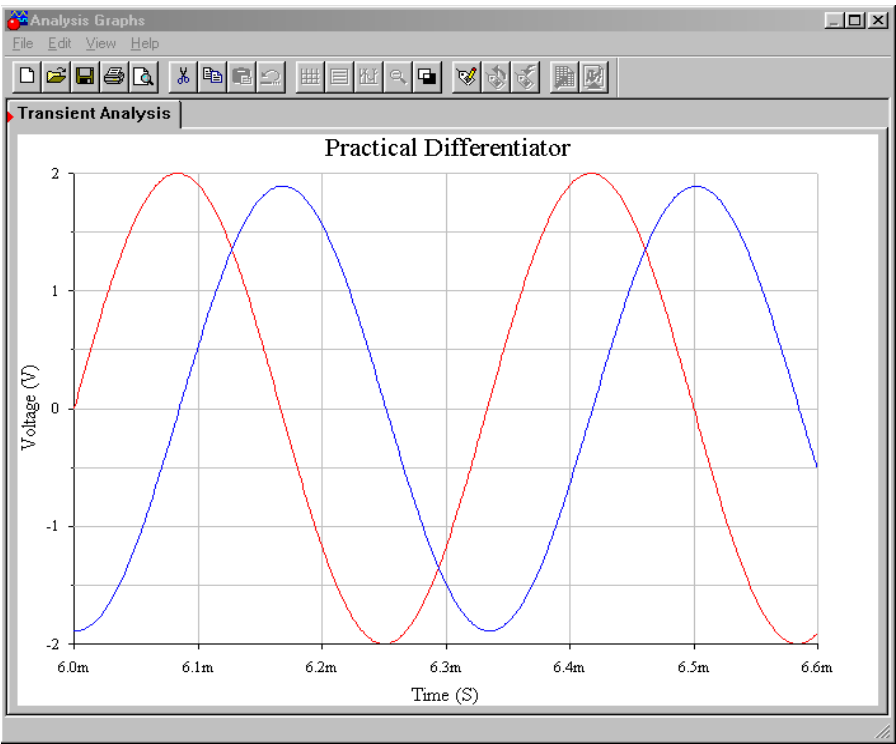 Analysis Graphs
File Edit View Help
Transient Analysis
Practical Differentiator
2
1
0
-1
-2
Voltage (V)
6.0m 6.1m 6.2m 6.3m 6.4m 6.5m 6.6m
Time (S)